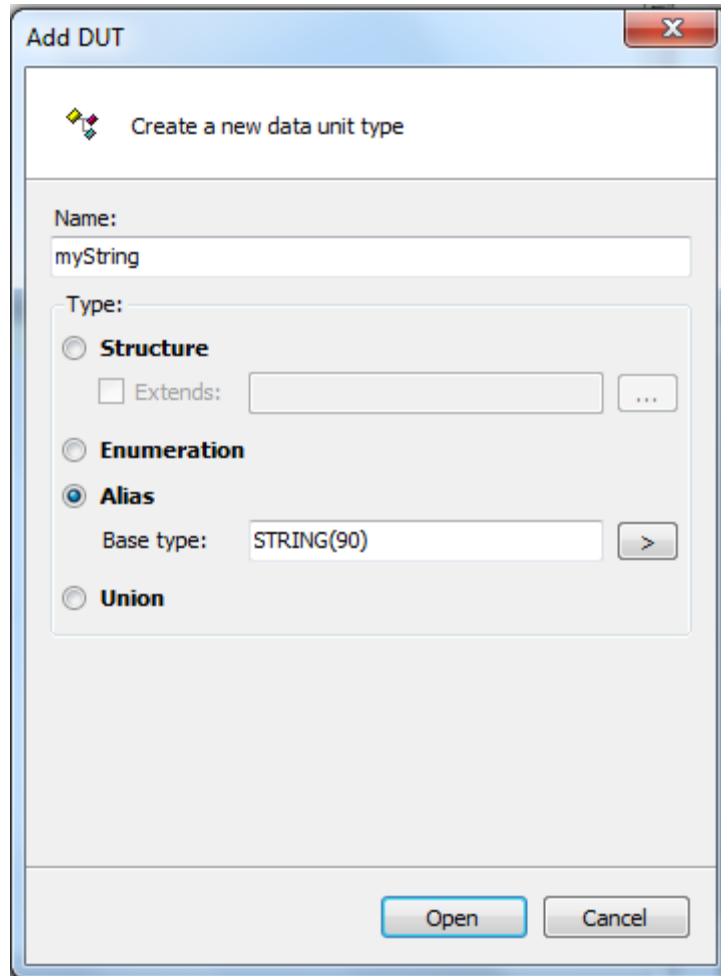 Add DUT
Create a new data unit type
Name:
myString
Type:
Structure
Extends:
...
Enumeration
Alias
Base type: STRING(90) >
Union
Open Cancel